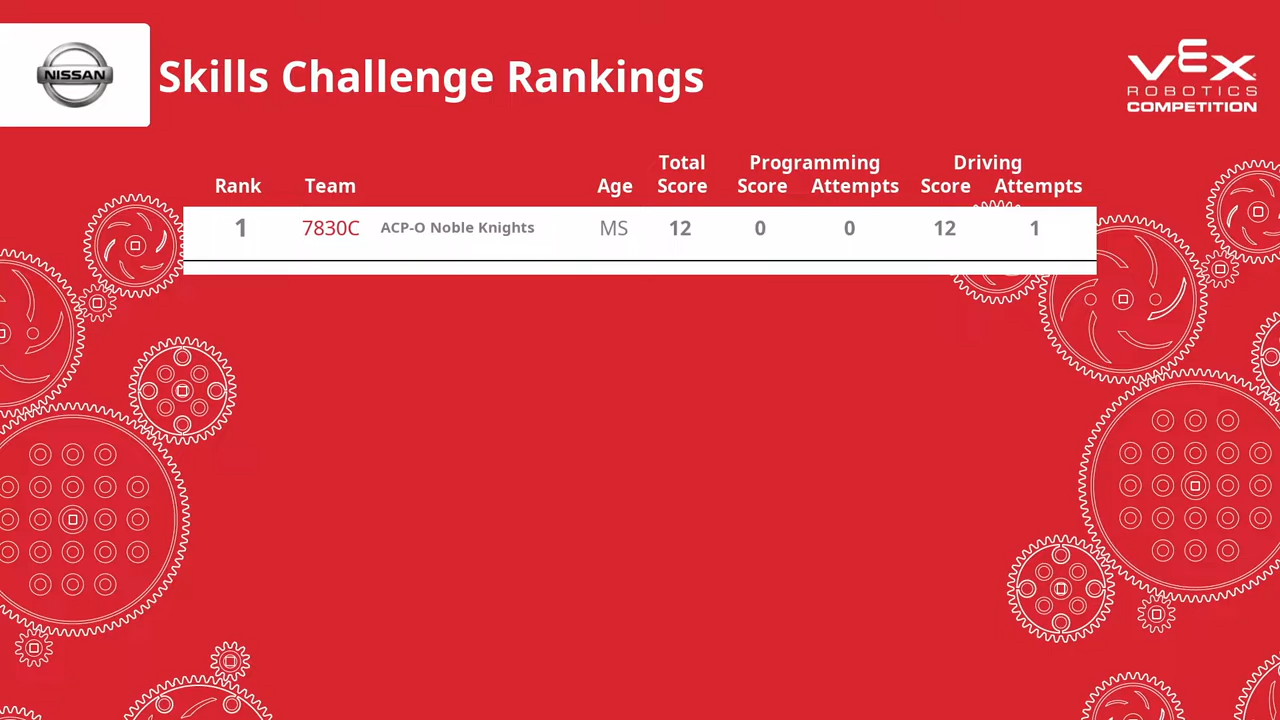 NISSAN
Skills Challenge Rankings
VEX
ROBOTICS
COMPETITION
Total Programming Driving
Rank Team Age Score Score Attempts Score Attempts
1 7830C ACP-O Noble Knights MS 12 0 0 12 1